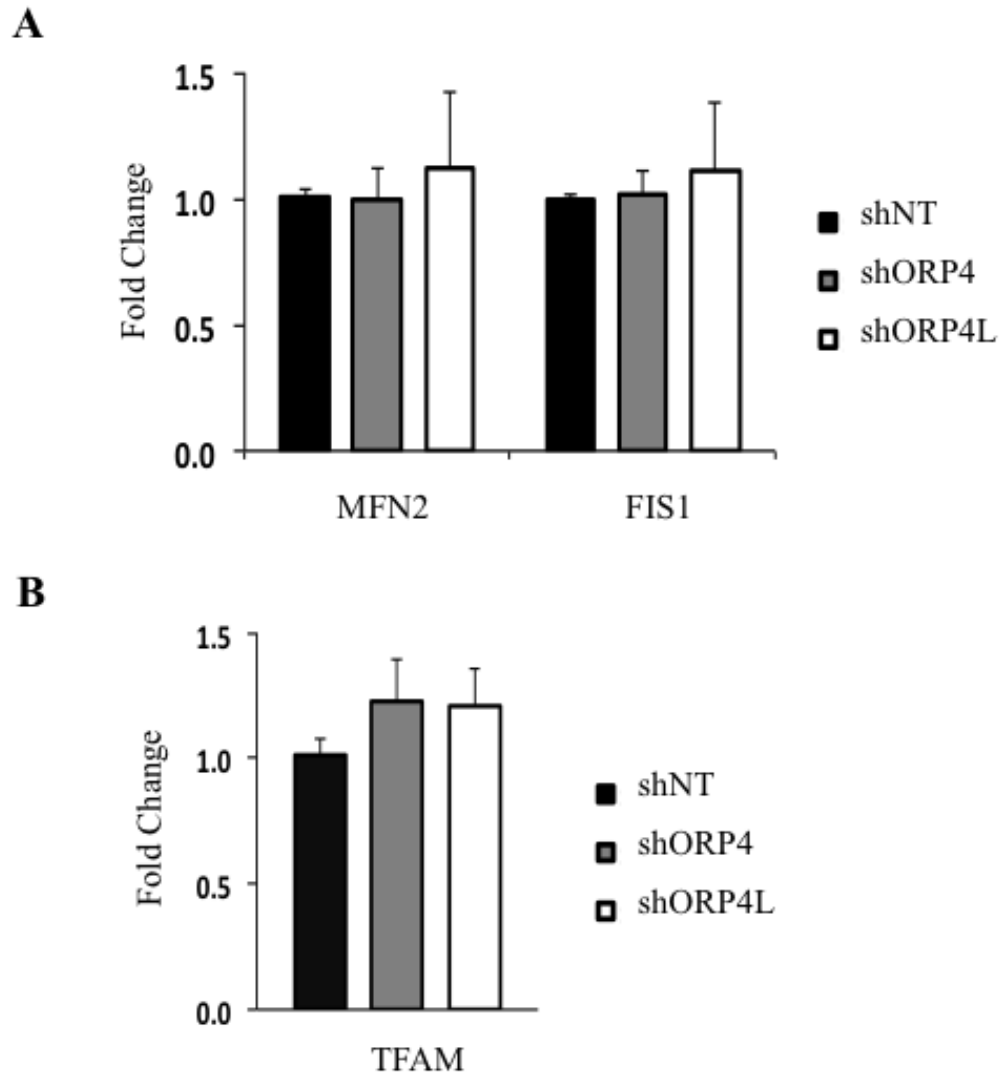 A
1.5
1.0
0.5
0.0
Fold Change
MFN2 FIS1
shNT
shORP4
shORP4L
B
1.5
1.0
0.5
0.0
Fold Change
TFAM
shNT
shORP4
shORP4L